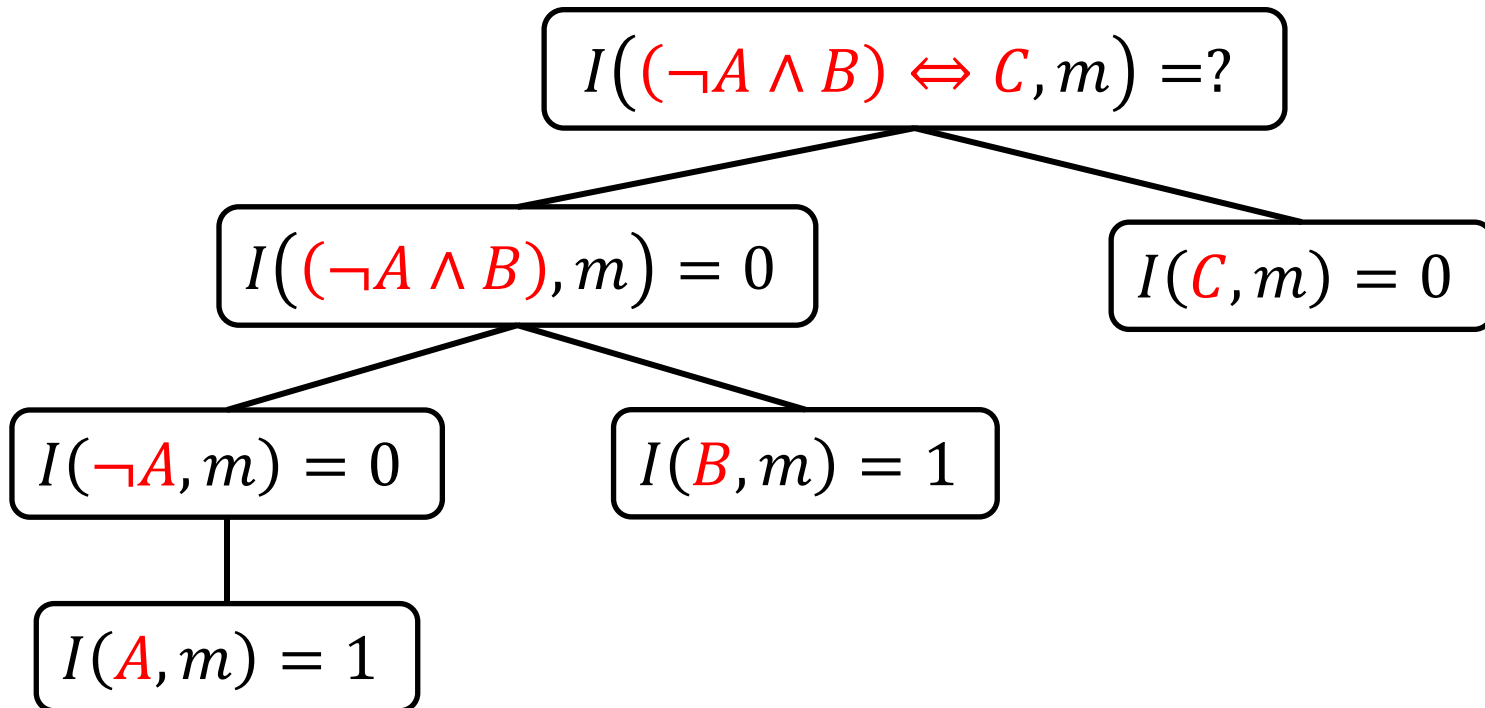 I((¬A ∧ B) ⇔ C, m) =?
I((¬A ∧ B), m) = 0
I(C, m) = 0
I(¬A, m) = 0
I(B, m) = 1
I(A, m) = 1